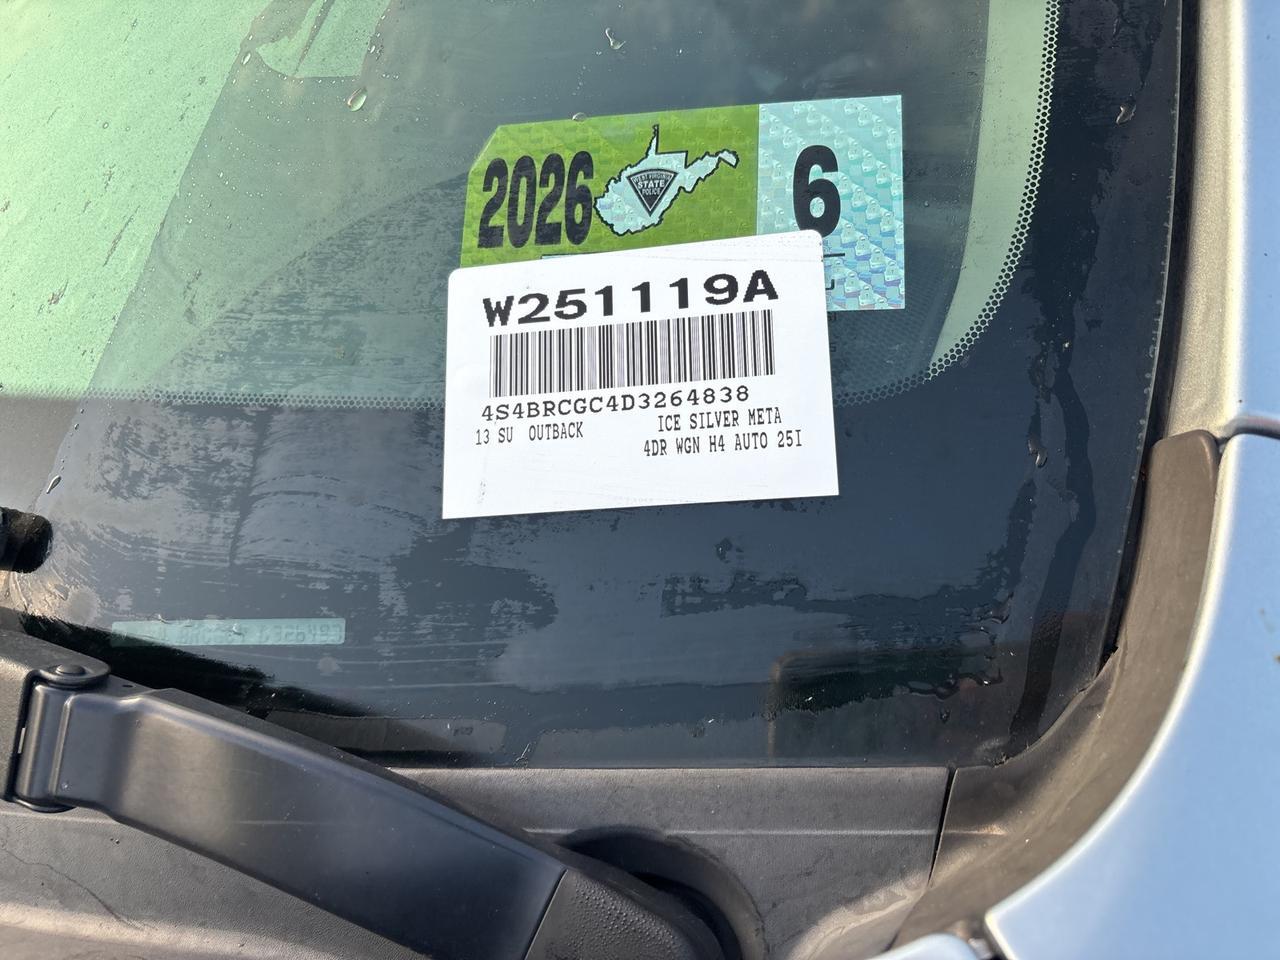 2026
WEST VIRGINIA
STATE
POLICE
6
W251119A
4S4BRCGC4D3264838
13 SU OUTBACK ICE SILVER META
4DR WGN H4 AUTO 25I